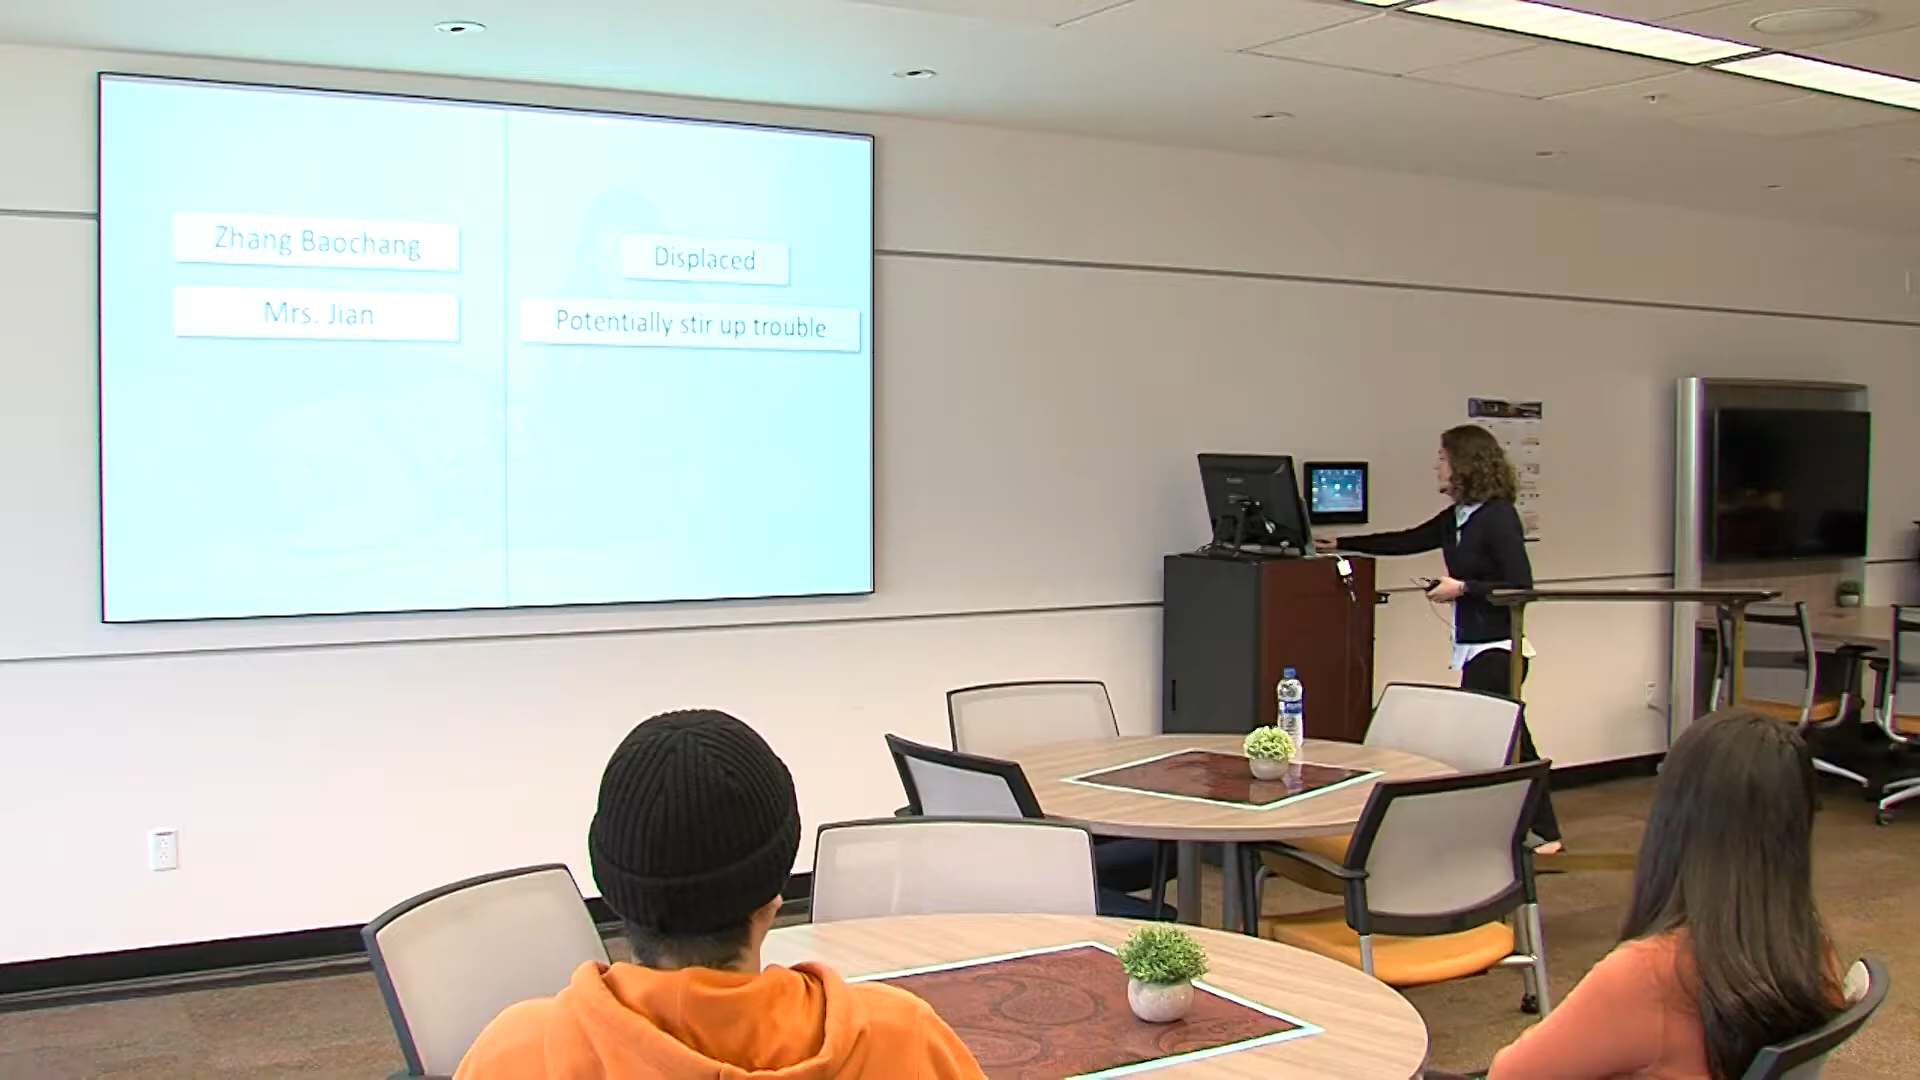 Zhang Baochang
Mrs. Jian
Displaced
Potentially stir up trouble